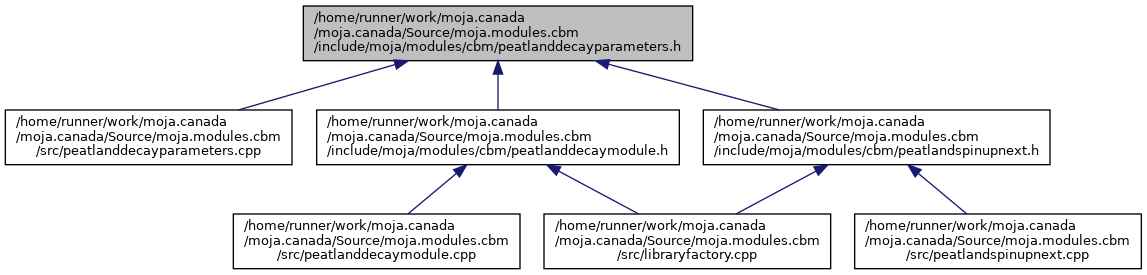 /home/runner/work/moja.canada
/moja.canada/Source/moja.modules.cbm
/include/moja/modules/cbm/peatlanddecayparameters.h
/home/runner/work/moja.canada
/moja.canada/Source/moja.modules.cbm
/src/peatlanddecayparameters.cpp
/home/runner/work/moja.canada
/moja.canada/Source/moja.modules.cbm
/include/moja/modules/cbm/peatlanddecaymodule.h
/home/runner/work/moja.canada
/moja.canada/Source/moja.modules.cbm
/include/moja/modules/cbm/peatlandspinupnext.h
/home/runner/work/moja.canada
/moja.canada/Source/moja.modules.cbm
/src/peatlanddecaymodule.cpp
/home/runner/work/moja.canada
/moja.canada/Source/moja.modules.cbm
/src/libraryfactory.cpp
/home/runner/work/moja.canada
/moja.canada/Source/moja.modules.cbm
/src/peatlandspinupnext.cpp